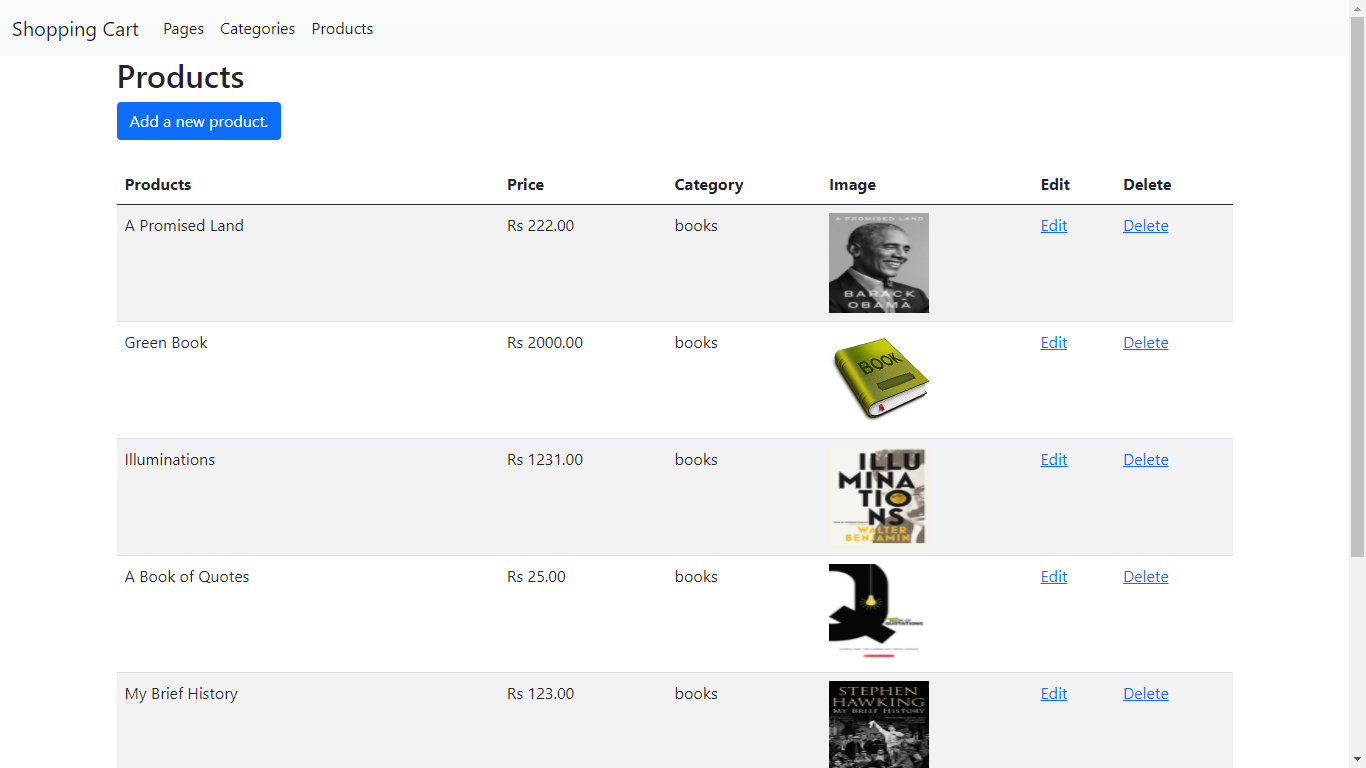 Shopping Cart Pages Categories Products
Products
Add a new product.
Products Price Category Image Edit Delete
A Promised Land Rs 222.00 books Edit Delete
A PROMISED LAND
BARACK
OBAMA
Green Book Rs 2000.00 books Edit Delete
BOOK
Illuminations Rs 1231.00 books Edit Delete
ILLU
MINA
TIO
NS
WALTER
BENJAMIN
A Book of Quotes Rs 25.00 books Edit Delete
Q
BOOK OF
QUOTATIONS
My Brief History Rs 123.00 books Edit Delete
STEPHEN
HAWKING
MY BRIEF HISTORY